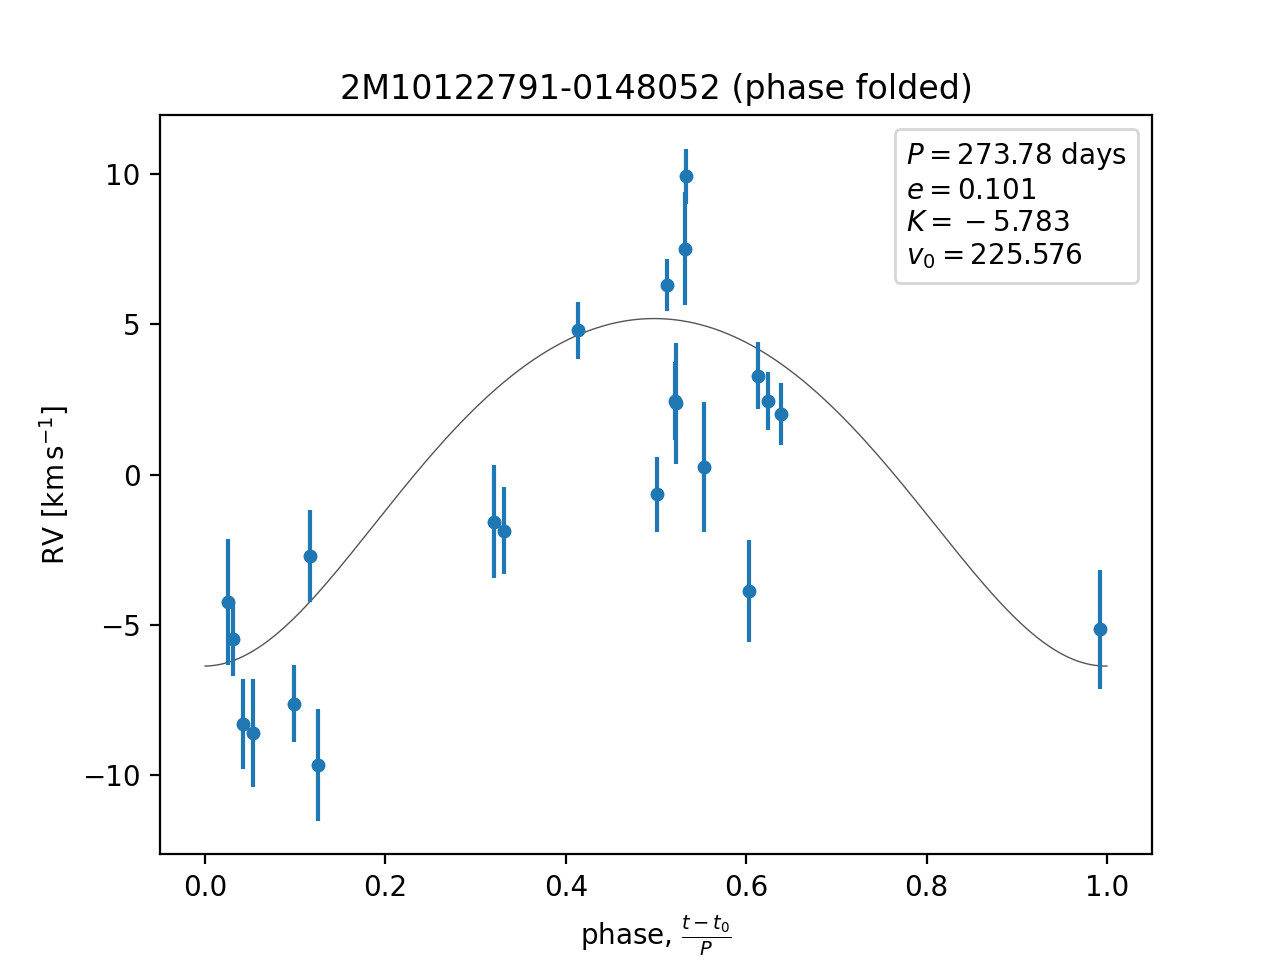 2M10122791-0148052 (phase folded)
P = 273.78 days
e = 0.101
K = −5.783
v₀ = 225.576
RV [km s⁻¹]
10
5
0
−5
−10
0.0 0.2 0.4 0.6 0.8 1.0
phase, (t − t₀)/P